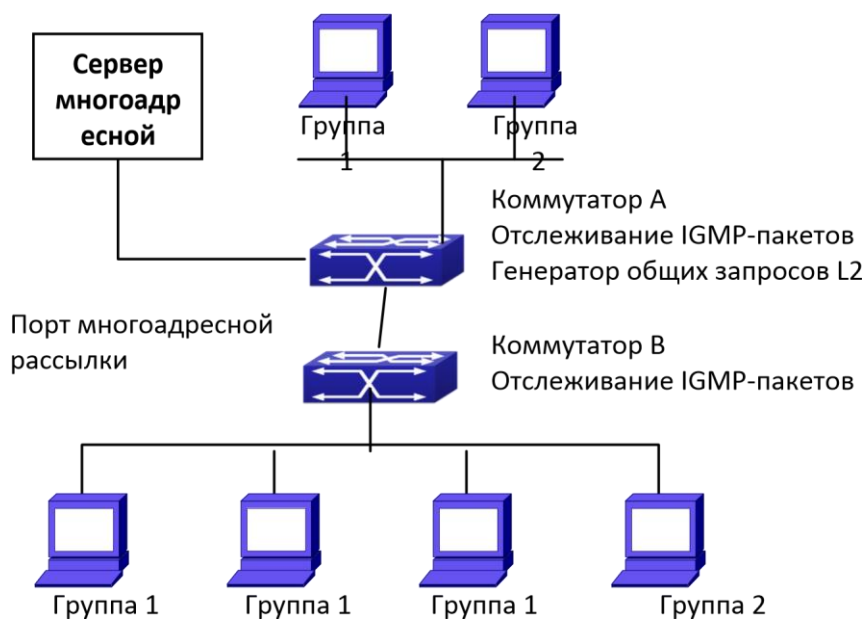 Сервер
многоадр
есной
Группа
1
Группа
2
Коммутатор А
Отслеживание IGMP-пакетов
Генератор общих запросов L2
Порт многоадресной
рассылки
Коммутатор В
Отслеживание IGMP-пакетов
Группа 1
Группа 1
Группа 1
Группа 2